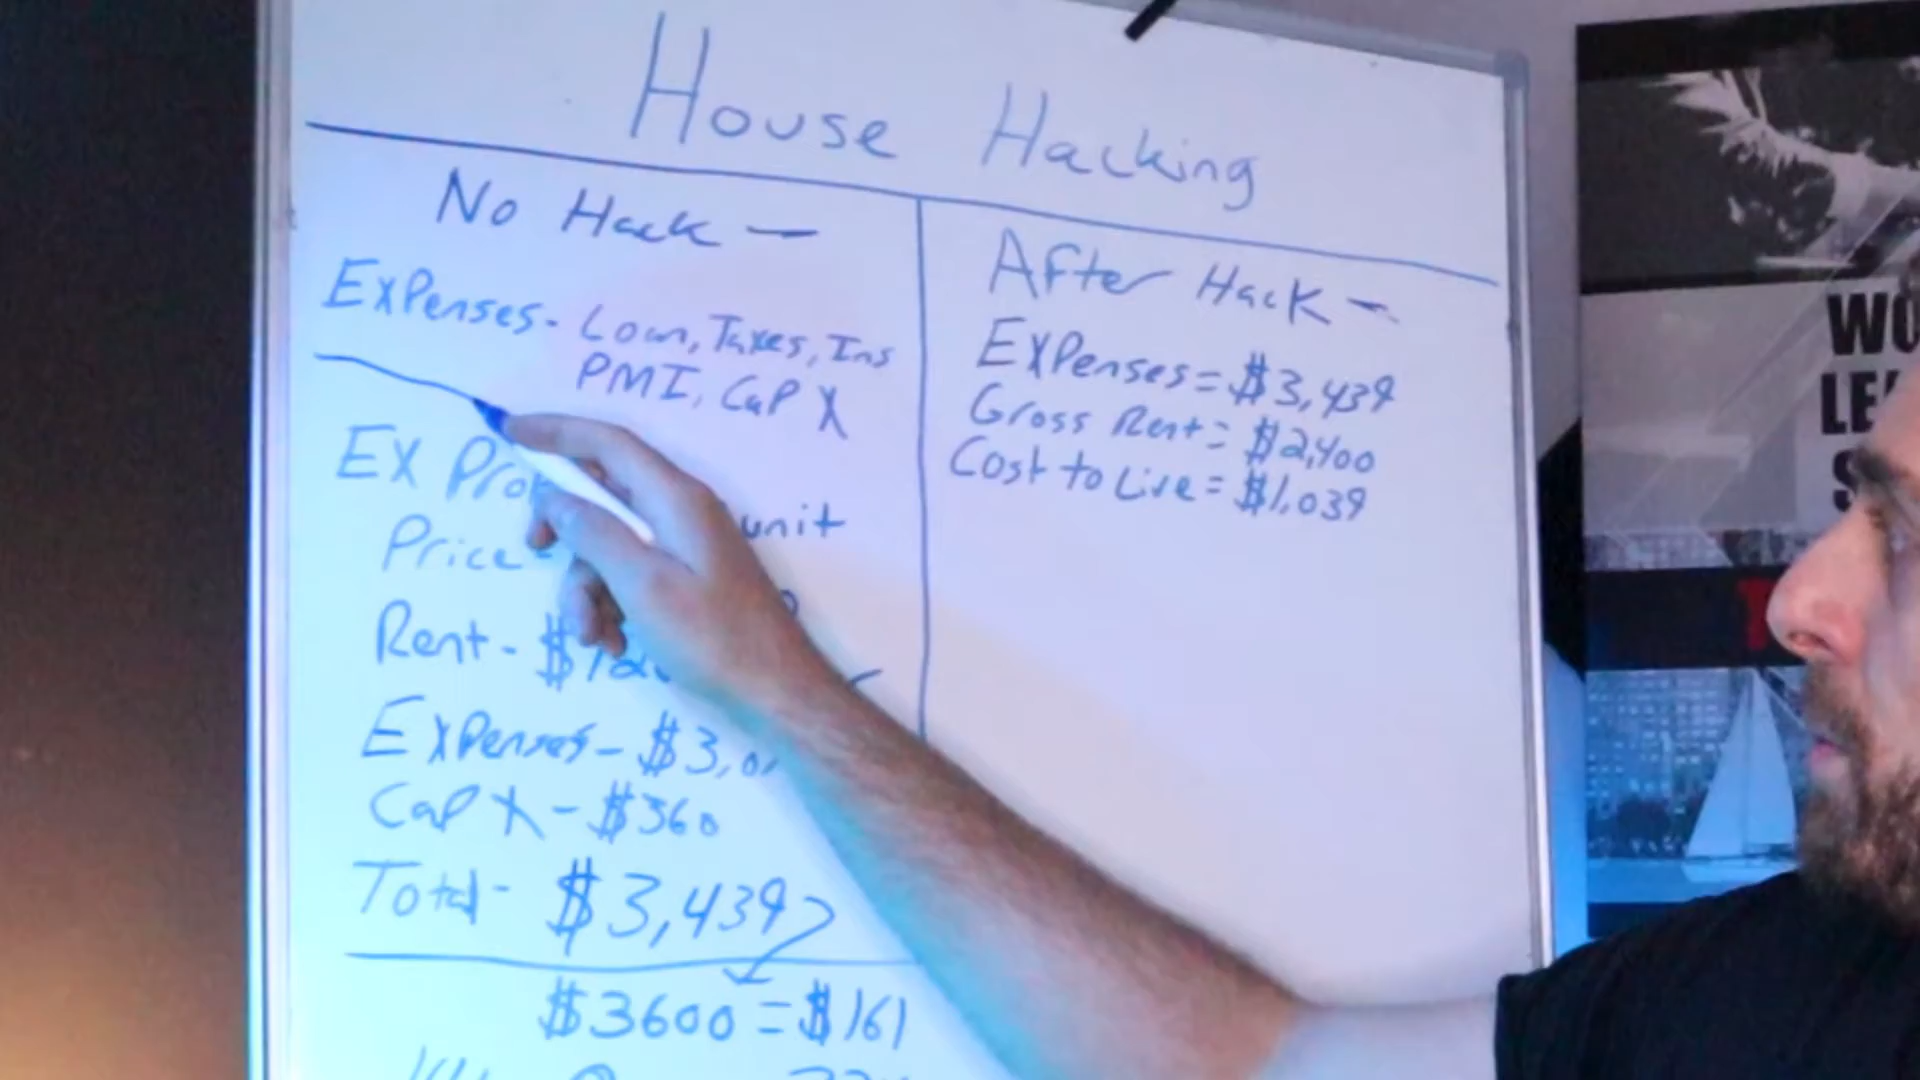 House Hacking
No Hack —
Expenses - Loan, Taxes, Ins
PMI, Cap X
EX
unit
Price -
Rent -
Expenses -
Cap X - $360
Total - $3,439
$3600 = $161
After Hack —
Expenses = $3,439
Gross Rent = $2,400
Cost to Live = $1,039